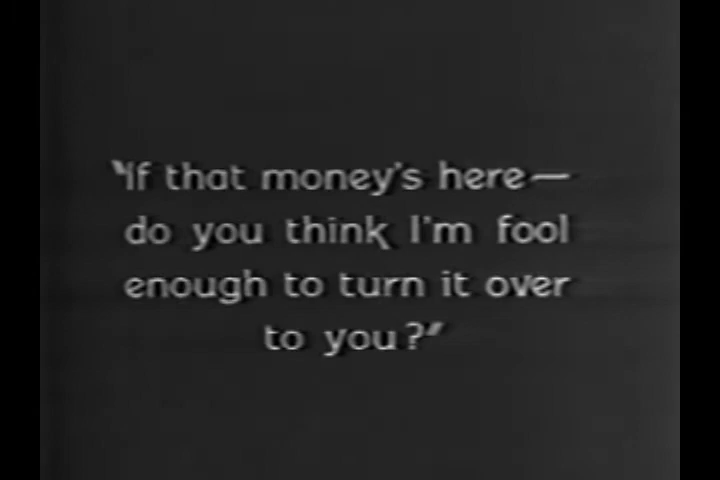 "If that money's here—
do you think I'm fool
enough to turn it over
to you?"